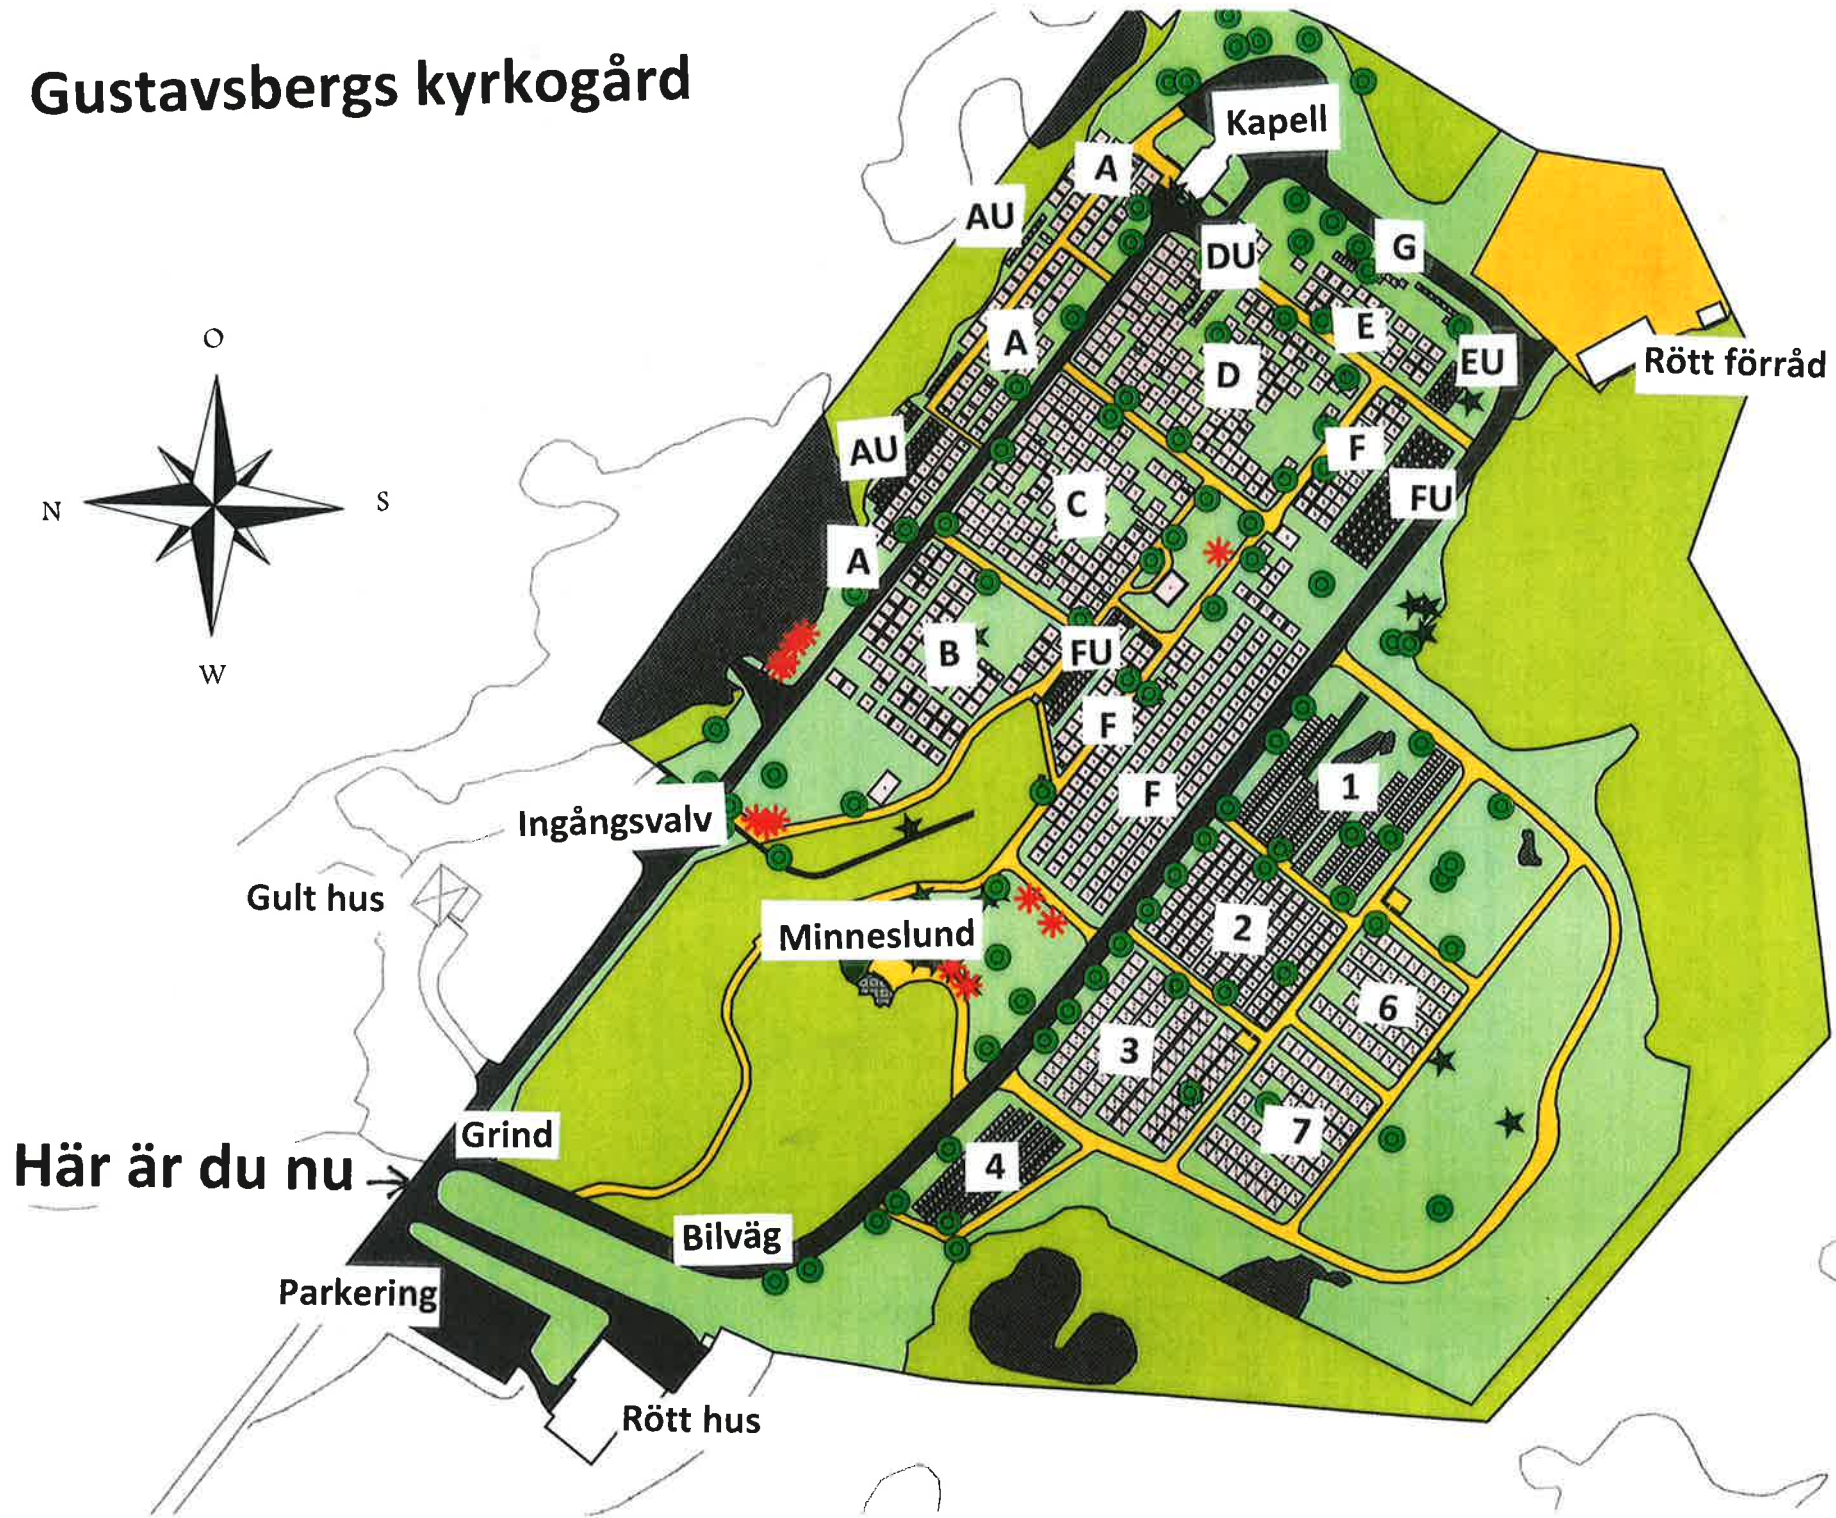 Gustavsbergs kyrkogård
Kapell
A
AU
DU
G
O
A
E
EU
Rött förråd
D
AU
F
N
S
C
FU
A
B
FU
W
F
1
F
Ingångsvalv
Gult hus
2
Minneslund
6
3
Grind
7
Här är du nu
4
Bilväg
Parkering
Rött hus